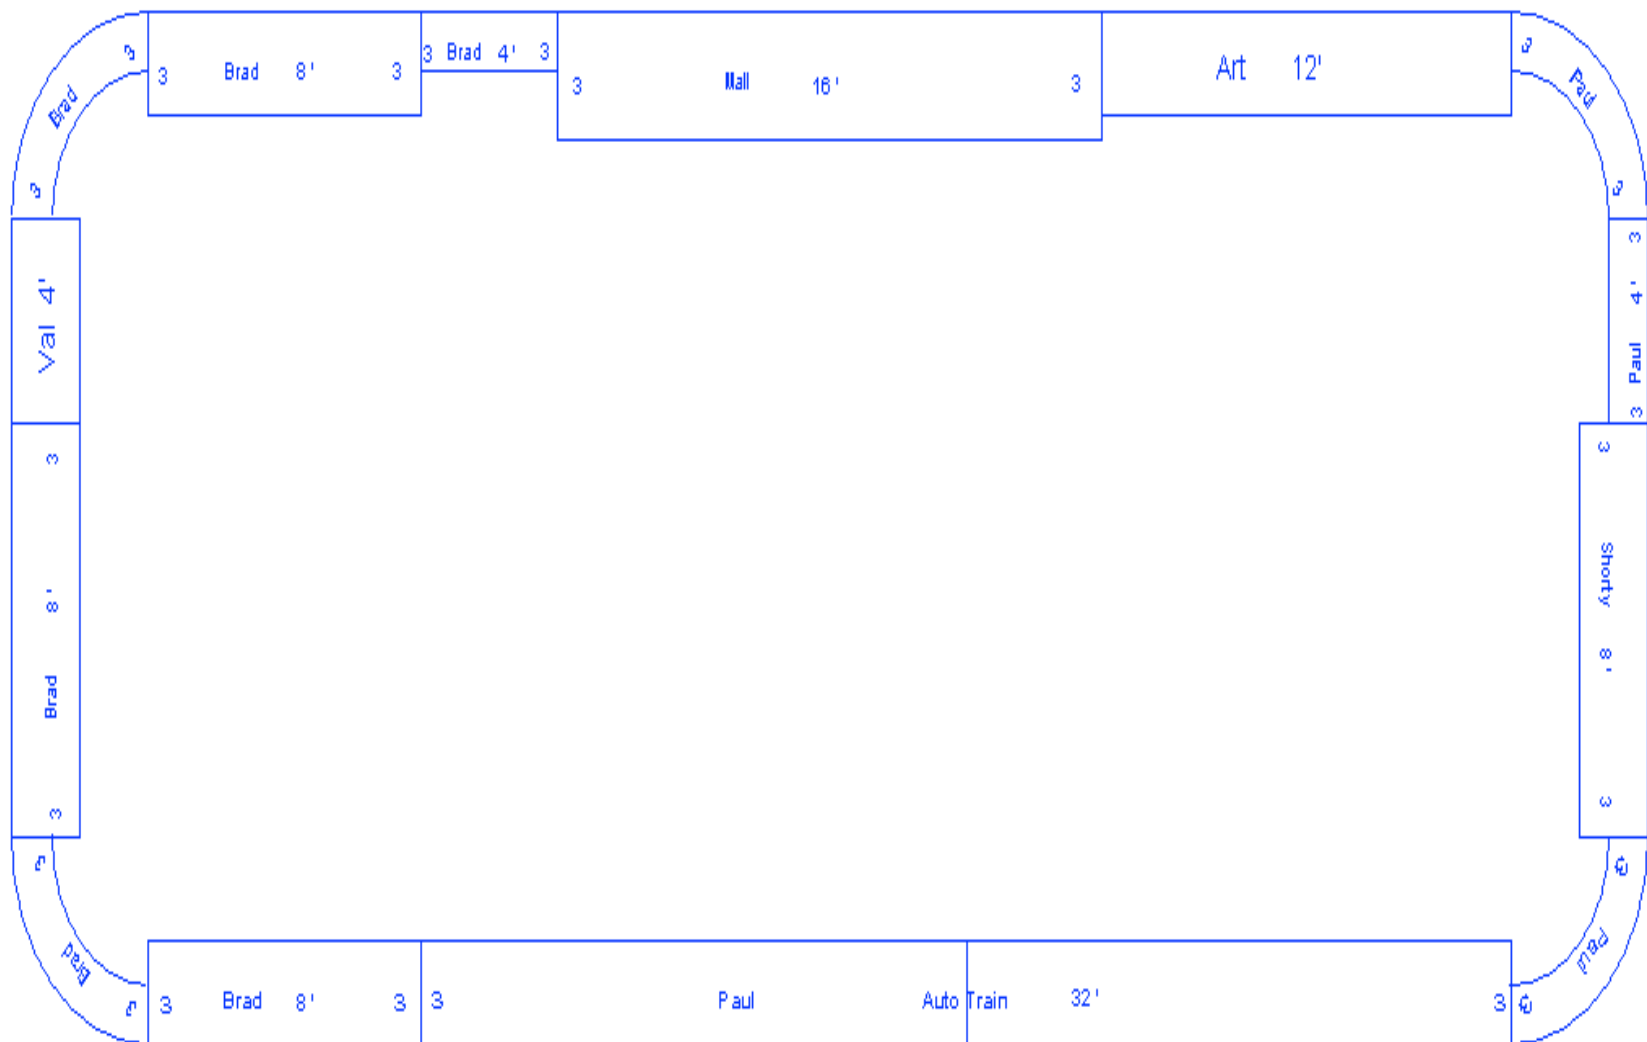 3 Brad 3
3 Brad 8' 3
3 Brad 4' 3
3 Mall 16' 3
Art 12'
3 Paul 3
Val 4'
3 Paul 4' 3
3 Brad 8' 3
3 Shorty 8' 3
3 Brad 3
3 Brad 8' 3
3 Paul Auto Train 32' 3
3 Paul 3